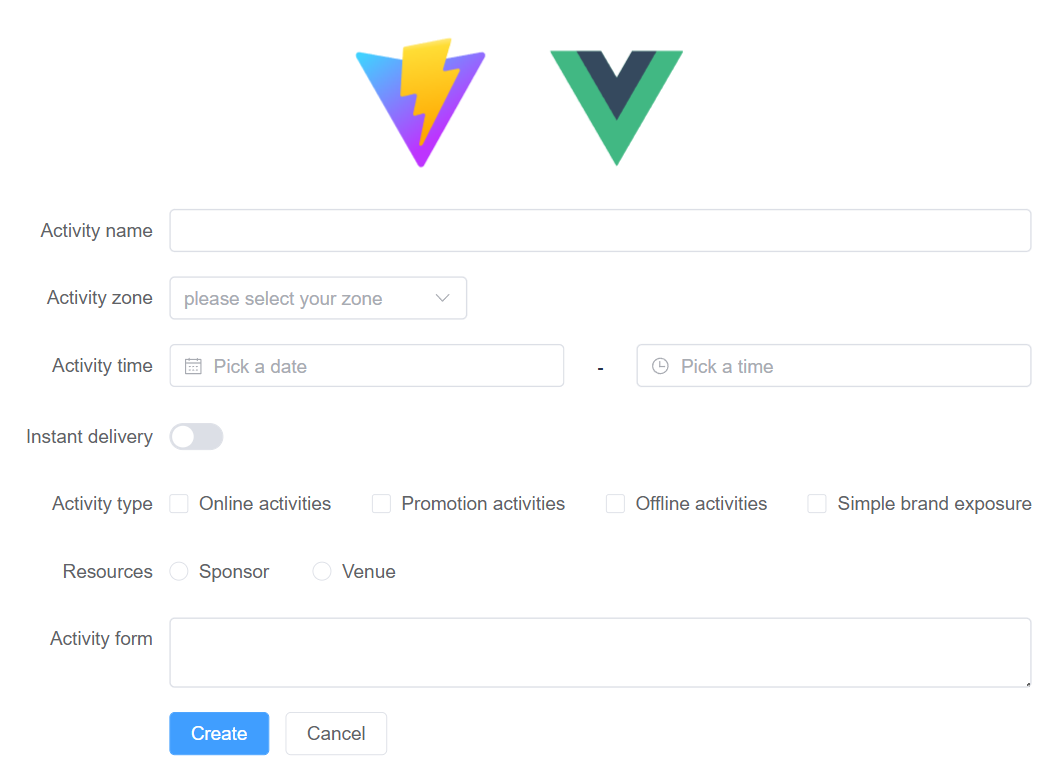 Activity name
Activity zone please select your zone
Activity time Pick a date - Pick a time
Instant delivery
Activity type Online activities Promotion activities Offline activities Simple brand exposure
Resources Sponsor Venue
Activity form
Create Cancel